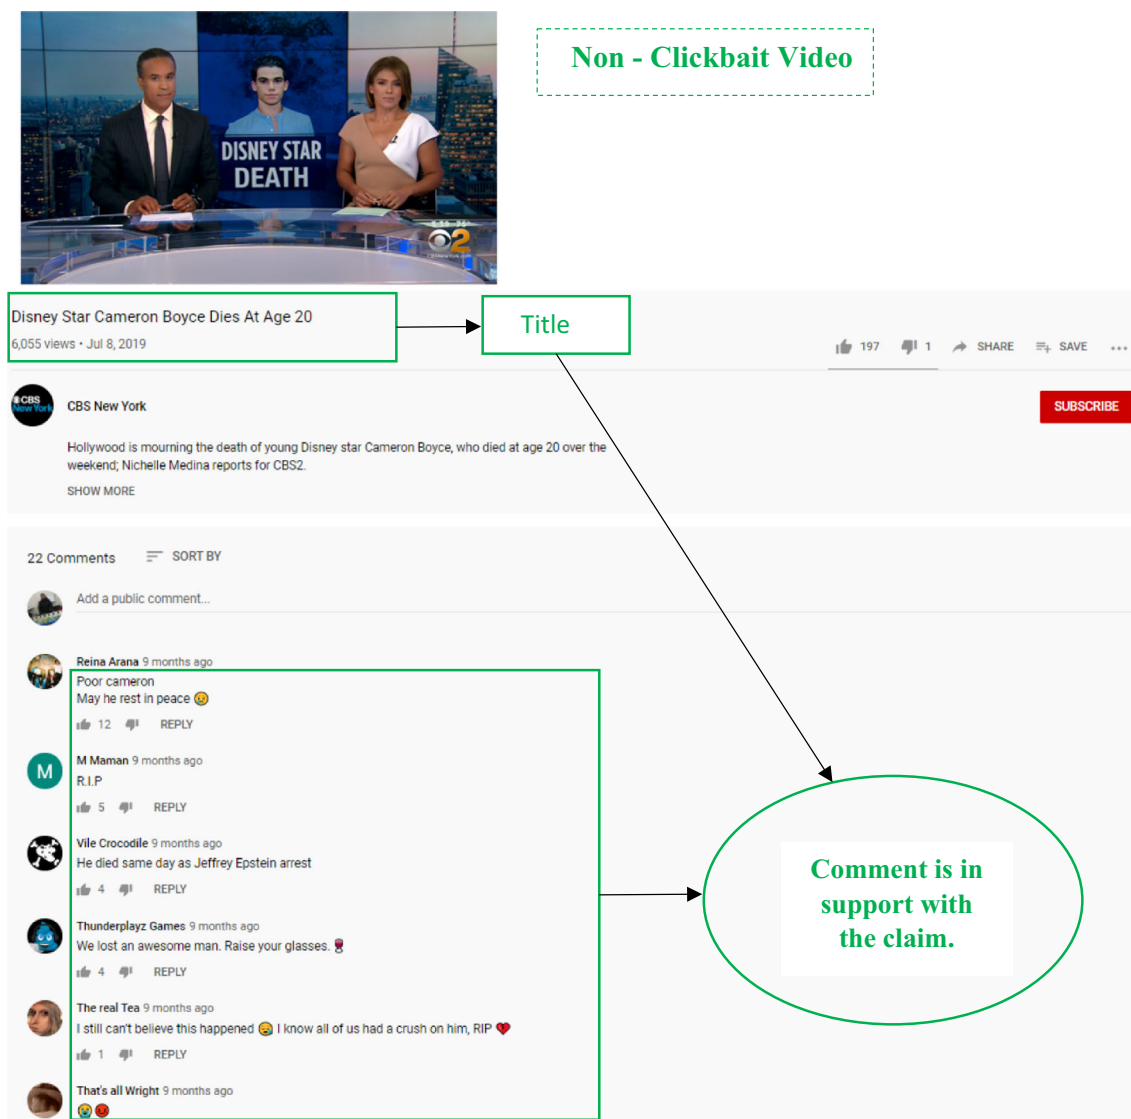 Non - Clickbait Video
DISNEY STAR
DEATH
2
Disney Star Cameron Boyce Dies At Age 20
6,055 views • Jul 8, 2019
Title
197 1 SHARE SAVE ...
CBS
New York
CBS New York
SUBSCRIBE
Hollywood is mourning the death of young Disney star Cameron Boyce, who died at age 20 over the
weekend; Nichelle Medina reports for CBS2.
SHOW MORE
22 Comments SORT BY
Add a public comment...
Reina Arana 9 months ago
Poor cameron
May he rest in peace 😢
12 REPLY
M
M Maman 9 months ago
R.I.P
5 REPLY
Vile Crocodile 9 months ago
He died same day as Jeffrey Epstein arrest
4 REPLY
Thunderplayz Games 9 months ago
We lost an awesome man. Raise your glasses. 🍷
4 REPLY
The real Tea 9 months ago
I still can't believe this happened 😪 I know all of us had a crush on him, RIP 💔
1 REPLY
That's all Wright 9 months ago
😭😡
Comment is in
support with
the claim.